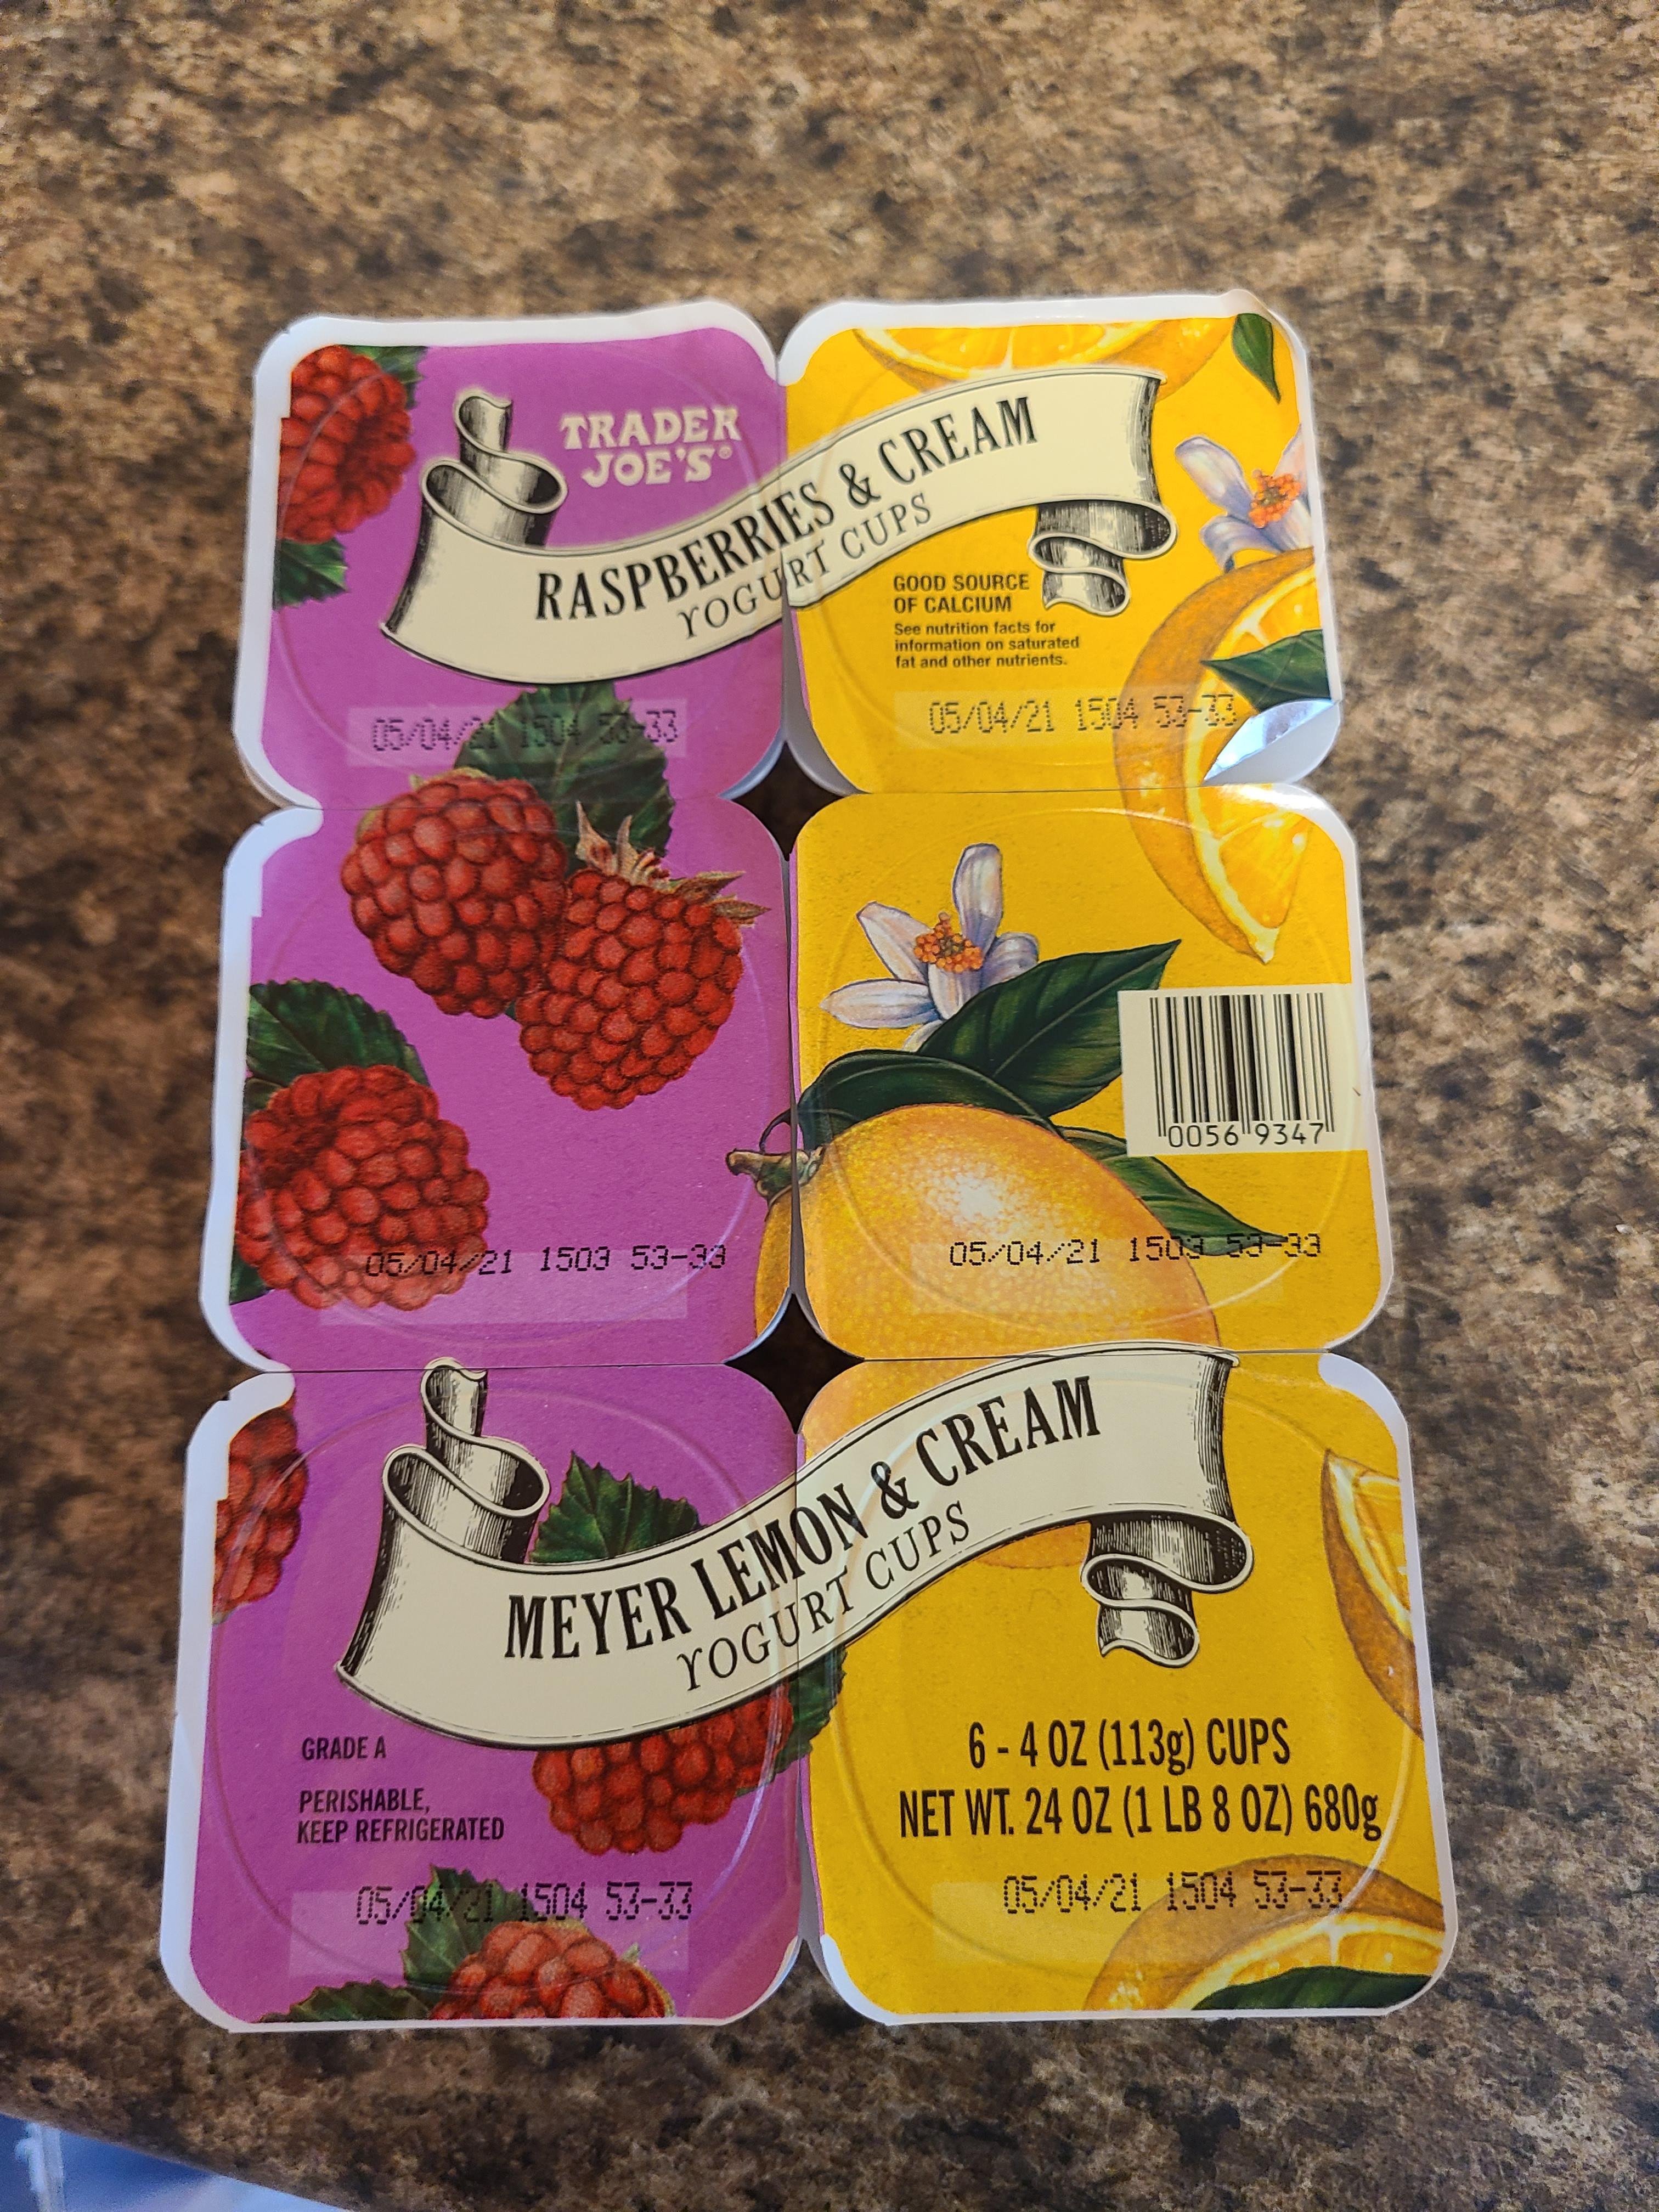 TRADER
JOE'S®
RASPBERRIES & CREAM
YOGURT CUPS
GOOD SOURCE
OF CALCIUM
See nutrition facts for
information on saturated
fat and other nutrients.
05/04/21 1504 53-33
05/04/21 1504 53-33
0056 9347
05/04/21 1503 53-33
05/04/21 1503 53-33
MEYER LEMON & CREAM
YOGURT CUPS
GRADE A
PERISHABLE,
KEEP REFRIGERATED
6 - 4 OZ (113g) CUPS
NET WT. 24 OZ (1 LB 8 OZ) 680g
05/04/21 1504 53-33
05/04/21 1504 53-33